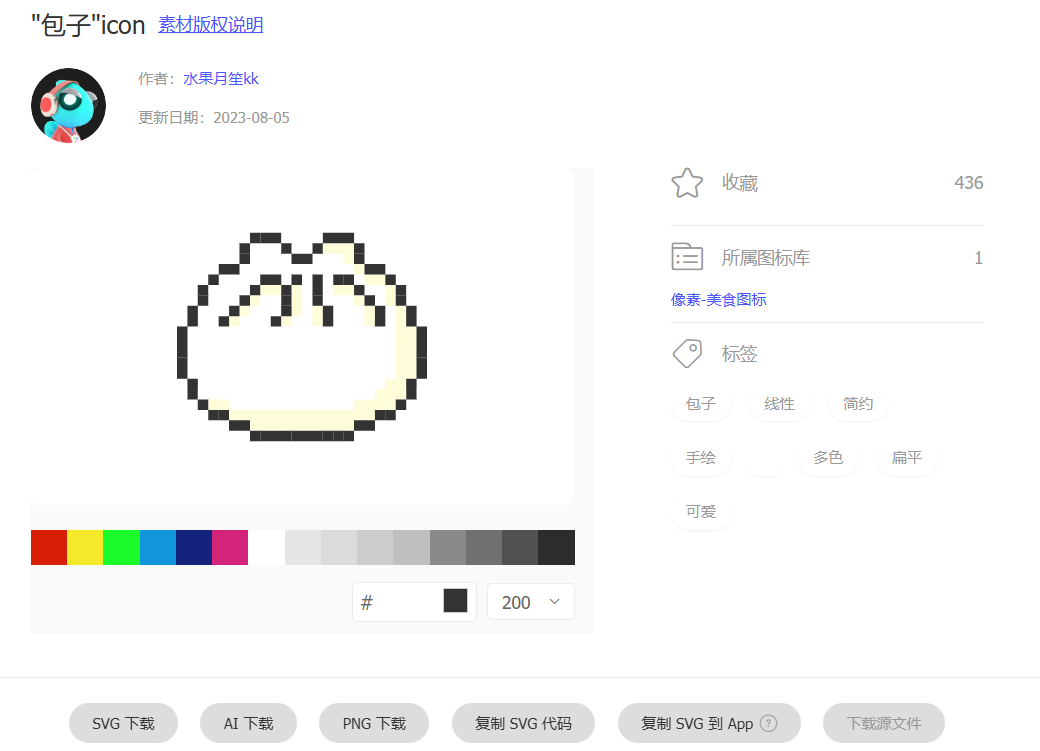 "包子"icon 素材版权说明
作者：水果月笙kk
更新日期：2023-08-05
收藏 436
所属图标库 1
像素-美食图标
标签
包子 线性 简约
手绘 多色 扁平
可爱
# 200
SVG 下载 AI 下载 PNG 下载 复制 SVG 代码 复制 SVG 到 App ? 下载源文件